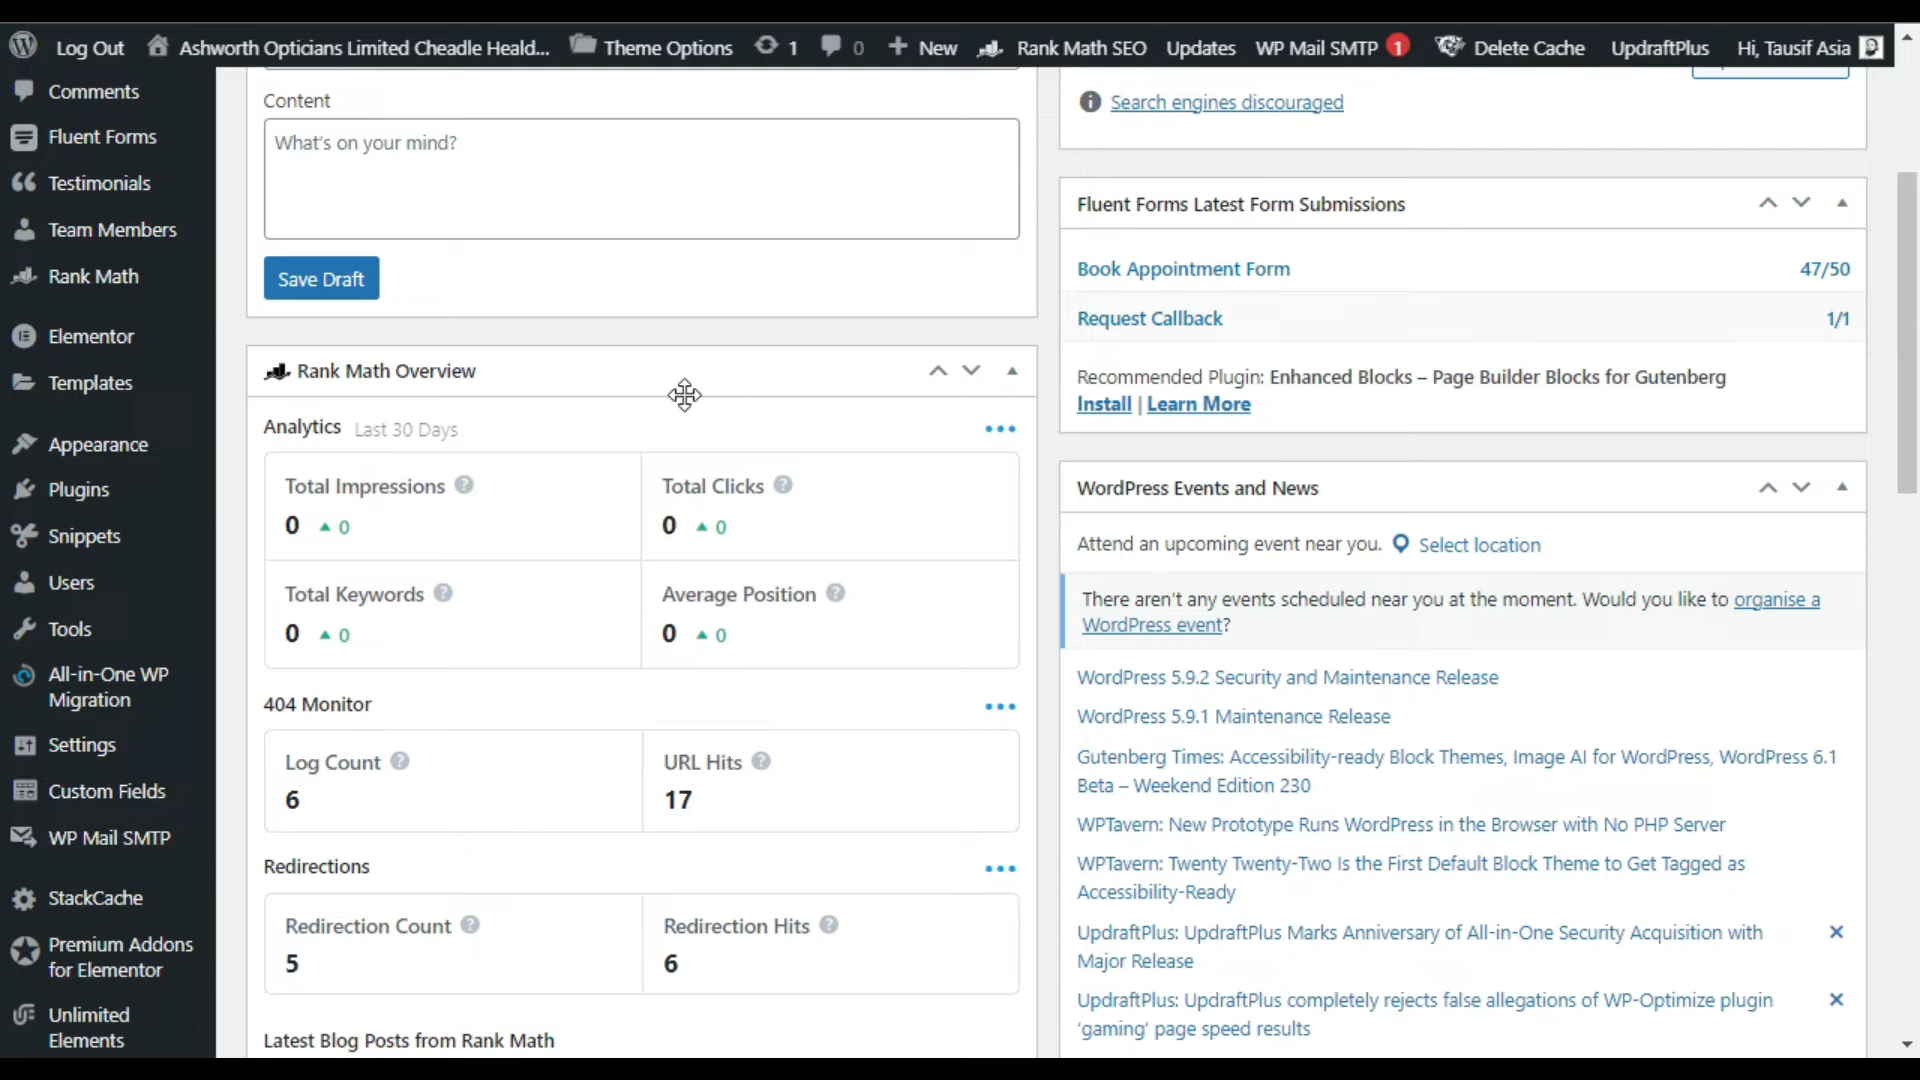 Log Out Ashworth Opticians Limited Cheadle Heald... Theme Options 1 0 New Rank Math SEO Updates WP Mail SMTP 1 Delete Cache UpdraftPlus Hi, Tausif Asia
Comments
Fluent Forms
Testimonials
Team Members
Rank Math
Elementor
Templates
Appearance
Plugins
Snippets
Users
Tools
All-in-One WP
Migration
Settings
Custom Fields
WP Mail SMTP
StackCache
Premium Addons
for Elementor
Unlimited
Elements
Content
What's on your mind?
Save Draft
Rank Math Overview
Analytics Last 30 Days
Total Impressions
0 0
Total Clicks
0 0
Total Keywords
0 0
Average Position
0 0
404 Monitor
Log Count
6
URL Hits
17
Redirections
Redirection Count
5
Redirection Hits
6
Latest Blog Posts from Rank Math
Search engines discouraged
Fluent Forms Latest Form Submissions
Book Appointment Form 47/50
Request Callback 1/1
Recommended Plugin: Enhanced Blocks – Page Builder Blocks for Gutenberg
Install | Learn More
WordPress Events and News
Attend an upcoming event near you. Select location
There aren't any events scheduled near you at the moment. Would you like to organise a
WordPress event?
WordPress 5.9.2 Security and Maintenance Release
WordPress 5.9.1 Maintenance Release
Gutenberg Times: Accessibility-ready Block Themes, Image AI for WordPress, WordPress 6.1
Beta – Weekend Edition 230
WPTavern: New Prototype Runs WordPress in the Browser with No PHP Server
WPTavern: Twenty Twenty-Two Is the First Default Block Theme to Get Tagged as
Accessibility-Ready
UpdraftPlus: UpdraftPlus Marks Anniversary of All-in-One Security Acquisition with
Major Release
UpdraftPlus: UpdraftPlus completely rejects false allegations of WP-Optimize plugin
'gaming' page speed results